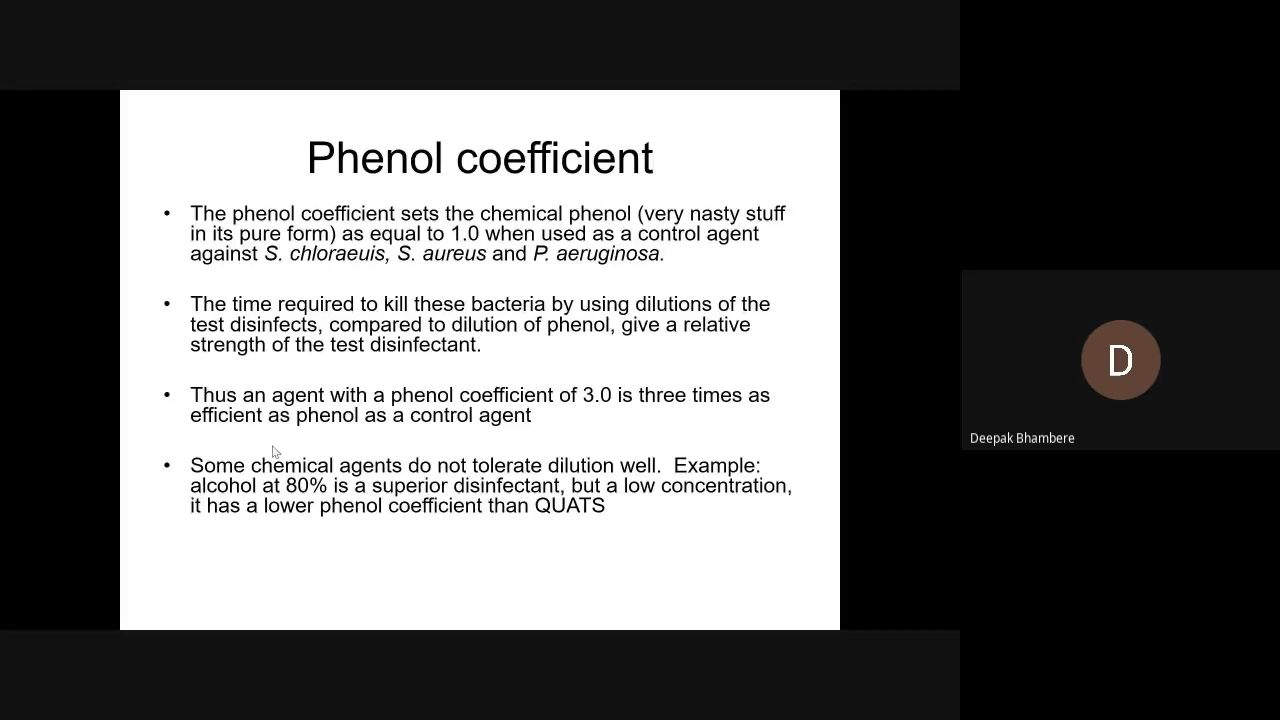 Phenol coefficient
• The phenol coefficient sets the chemical phenol (very nasty stuff
in its pure form) as equal to 1.0 when used as a control agent
against S. chloraeuis, S. aureus and P. aeruginosa.
• The time required to kill these bacteria by using dilutions of the
test disinfects, compared to dilution of phenol, give a relative
strength of the test disinfectant.
• Thus an agent with a phenol coefficient of 3.0 is three times as
efficient as phenol as a control agent
• Some chemical agents do not tolerate dilution well.  Example:
alcohol at 80% is a superior disinfectant, but a low concentration,
it has a lower phenol coefficient than QUATS
D
Deepak Bhambere